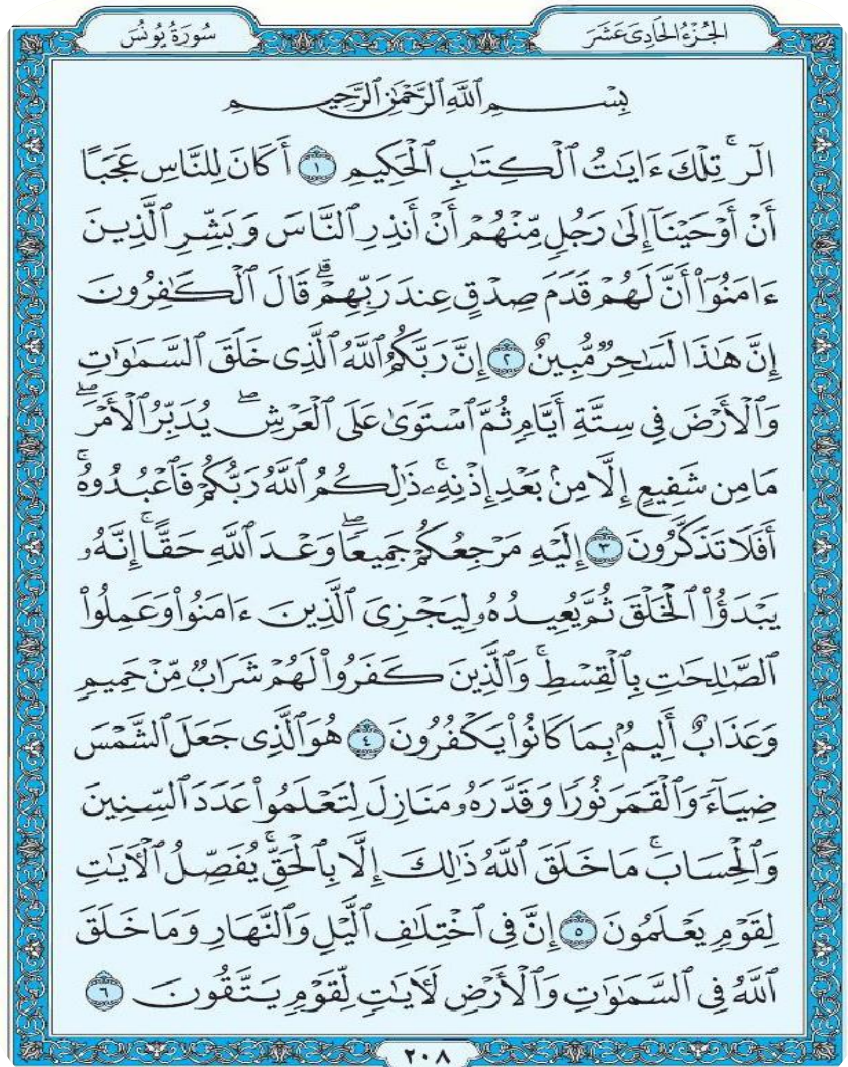 الجُزْءُ الحَادِيَ عَشَرَ
سُورَةُ يُونُسَ
بِسْمِ ٱللَّهِ ٱلرَّحْمَٰنِ ٱلرَّحِيمِ
الٓرۚ تِلْكَ ءَايَٰتُ ٱلْكِتَٰبِ ٱلْحَكِيمِ ١ أَكَانَ لِلنَّاسِ عَجَبًا
أَنْ أَوْحَيْنَآ إِلَىٰ رَجُلٍ مِّنْهُمْ أَنْ أَنذِرِ ٱلنَّاسَ وَبَشِّرِ ٱلَّذِينَ
ءَامَنُوٓا۟ أَنَّ لَهُمْ قَدَمَ صِدْقٍ عِندَ رَبِّهِمْۗ قَالَ ٱلْكَٰفِرُونَ
إِنَّ هَٰذَا لَسَٰحِرٌ مُّبِينٌ ٢ إِنَّ رَبَّكُمُ ٱللَّهُ ٱلَّذِى خَلَقَ ٱلسَّمَٰوَٰتِ
وَٱلْأَرْضَ فِى سِتَّةِ أَيَّامٍ ثُمَّ ٱسْتَوَىٰ عَلَى ٱلْعَرْشِۖ يُدَبِّرُ ٱلْأَمْرَۖ
مَا مِن شَفِيعٍ إِلَّا مِنۢ بَعْدِ إِذْنِهِۦۚ ذَٰلِكُمُ ٱللَّهُ رَبُّكُمْ فَٱعْبُدُوهُۚ
أَفَلَا تَذَكَّرُونَ ٣ إِلَيْهِ مَرْجِعُكُمْ جَمِيعًاۖ وَعْدَ ٱللَّهِ حَقًّاۚ إِنَّهُۥ
يَبْدَؤُا۟ ٱلْخَلْقَ ثُمَّ يُعِيدُهُۥ لِيَجْزِىَ ٱلَّذِينَ ءَامَنُوا۟ وَعَمِلُوا۟
ٱلصَّٰلِحَٰتِ بِٱلْقِسْطِۚ وَٱلَّذِينَ كَفَرُوا۟ لَهُمْ شَرَابٌ مِّنْ حَمِيمٍ
وَعَذَابٌ أَلِيمٌۢ بِمَا كَانُوا۟ يَكْفُرُونَ ٤ هُوَ ٱلَّذِى جَعَلَ ٱلشَّمْسَ
ضِيَآءً وَٱلْقَمَرَ نُورًا وَقَدَّرَهُۥ مَنَازِلَ لِتَعْلَمُوا۟ عَدَدَ ٱلسِّنِينَ
وَٱلْحِسَابَۚ مَا خَلَقَ ٱللَّهُ ذَٰلِكَ إِلَّا بِٱلْحَقِّۚ يُفَصِّلُ ٱلْءَايَٰتِ
لِقَوْمٍ يَعْلَمُونَ ٥ إِنَّ فِى ٱخْتِلَٰفِ ٱلَّيْلِ وَٱلنَّهَارِ وَمَا خَلَقَ
ٱللَّهُ فِى ٱلسَّمَٰوَٰتِ وَٱلْأَرْضِ لَءَايَٰتٍ لِّقَوْمٍ يَتَّقُونَ ٦
٢٠٨